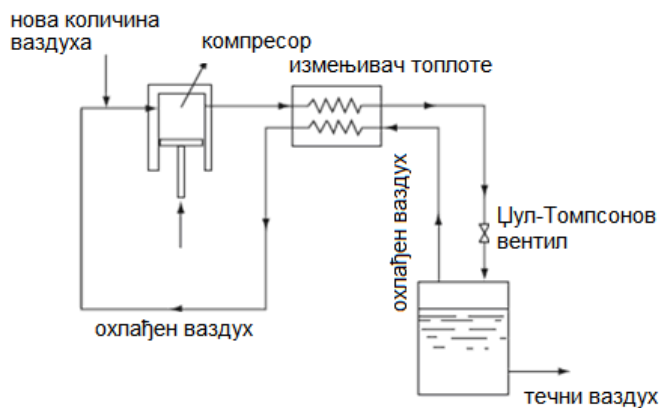 нова количина
ваздуха
компресор
измењивач топлоте
охлађен ваздух
Џул-Томпсонов
вентил
охлађен ваздух
течни ваздух